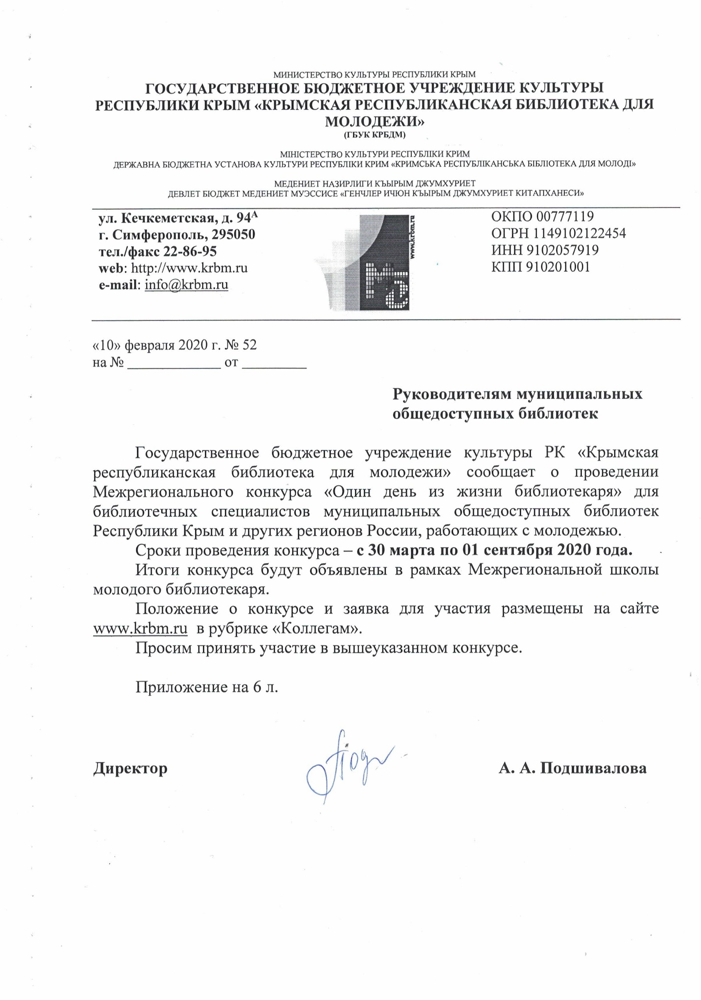 МИНИСТЕРСТВО КУЛЬТУРЫ РЕСПУБЛИКИ КРЫМ
ГОСУДАРСТВЕННОЕ БЮДЖЕТНОЕ УЧРЕЖДЕНИЕ КУЛЬТУРЫ
РЕСПУБЛИКИ КРЫМ «КРЫМСКАЯ РЕСПУБЛИКАНСКАЯ БИБЛИОТЕКА ДЛЯ
МОЛОДЕЖИ»
(ГБУК КРБДМ)
МІНІСТЕРСТВО КУЛЬТУРИ РЕСПУБЛІКИ КРИМ
ДЕРЖАВНА БЮДЖЕТНА УСТАНОВА КУЛЬТУРИ РЕСПУБЛІКИ КРИМ «КРИМСЬКА РЕСПУБЛІКАНСЬКА БІБЛІОТЕКА ДЛЯ МОЛОДІ»
МЕДЕНИЕТ НАЗИРЛИГИ КЪЫРЫМ ДЖУМХУРИЕТ
ДЕВЛЕТ БЮДЖЕТ МЕДЕНИЕТ МУЭССИСЕ «ГЕНЧЛЕР ИЧЮН КЪЫРЫМ ДЖУМХУРИЕТ КИТАПХАНЕСИ»
ул. Кечкеметская, д. 94А
г. Симферополь, 295050
тел./факс 22-86-95
web: http://www.krbm.ru
e-mail: info@krbm.ru
www.krbm.ru
Мб
ОКПО 00777119
ОГРН 1149102122454
ИНН 9102057919
КПП 910201001
«10» февраля 2020 г. № 52
на № _____________ от _________
Руководителям муниципальных
общедоступных библиотек
Государственное бюджетное учреждение культуры РК «Крымская
республиканская библиотека для молодежи» сообщает о проведении
Межрегионального конкурса «Один день из жизни библиотекаря» для
библиотечных специалистов муниципальных общедоступных библиотек
Республики Крым и других регионов России, работающих с молодежью.
Сроки проведения конкурса – с 30 марта по 01 сентября 2020 года.
Итоги конкурса будут объявлены в рамках Межрегиональной школы
молодого библиотекаря.
Положение о конкурсе и заявка для участия размещены на сайте
www.krbm.ru в рубрике «Коллегам».
Просим принять участие в вышеуказанном конкурсе.
Приложение на 6 л.
Директор
А. А. Подшивалова